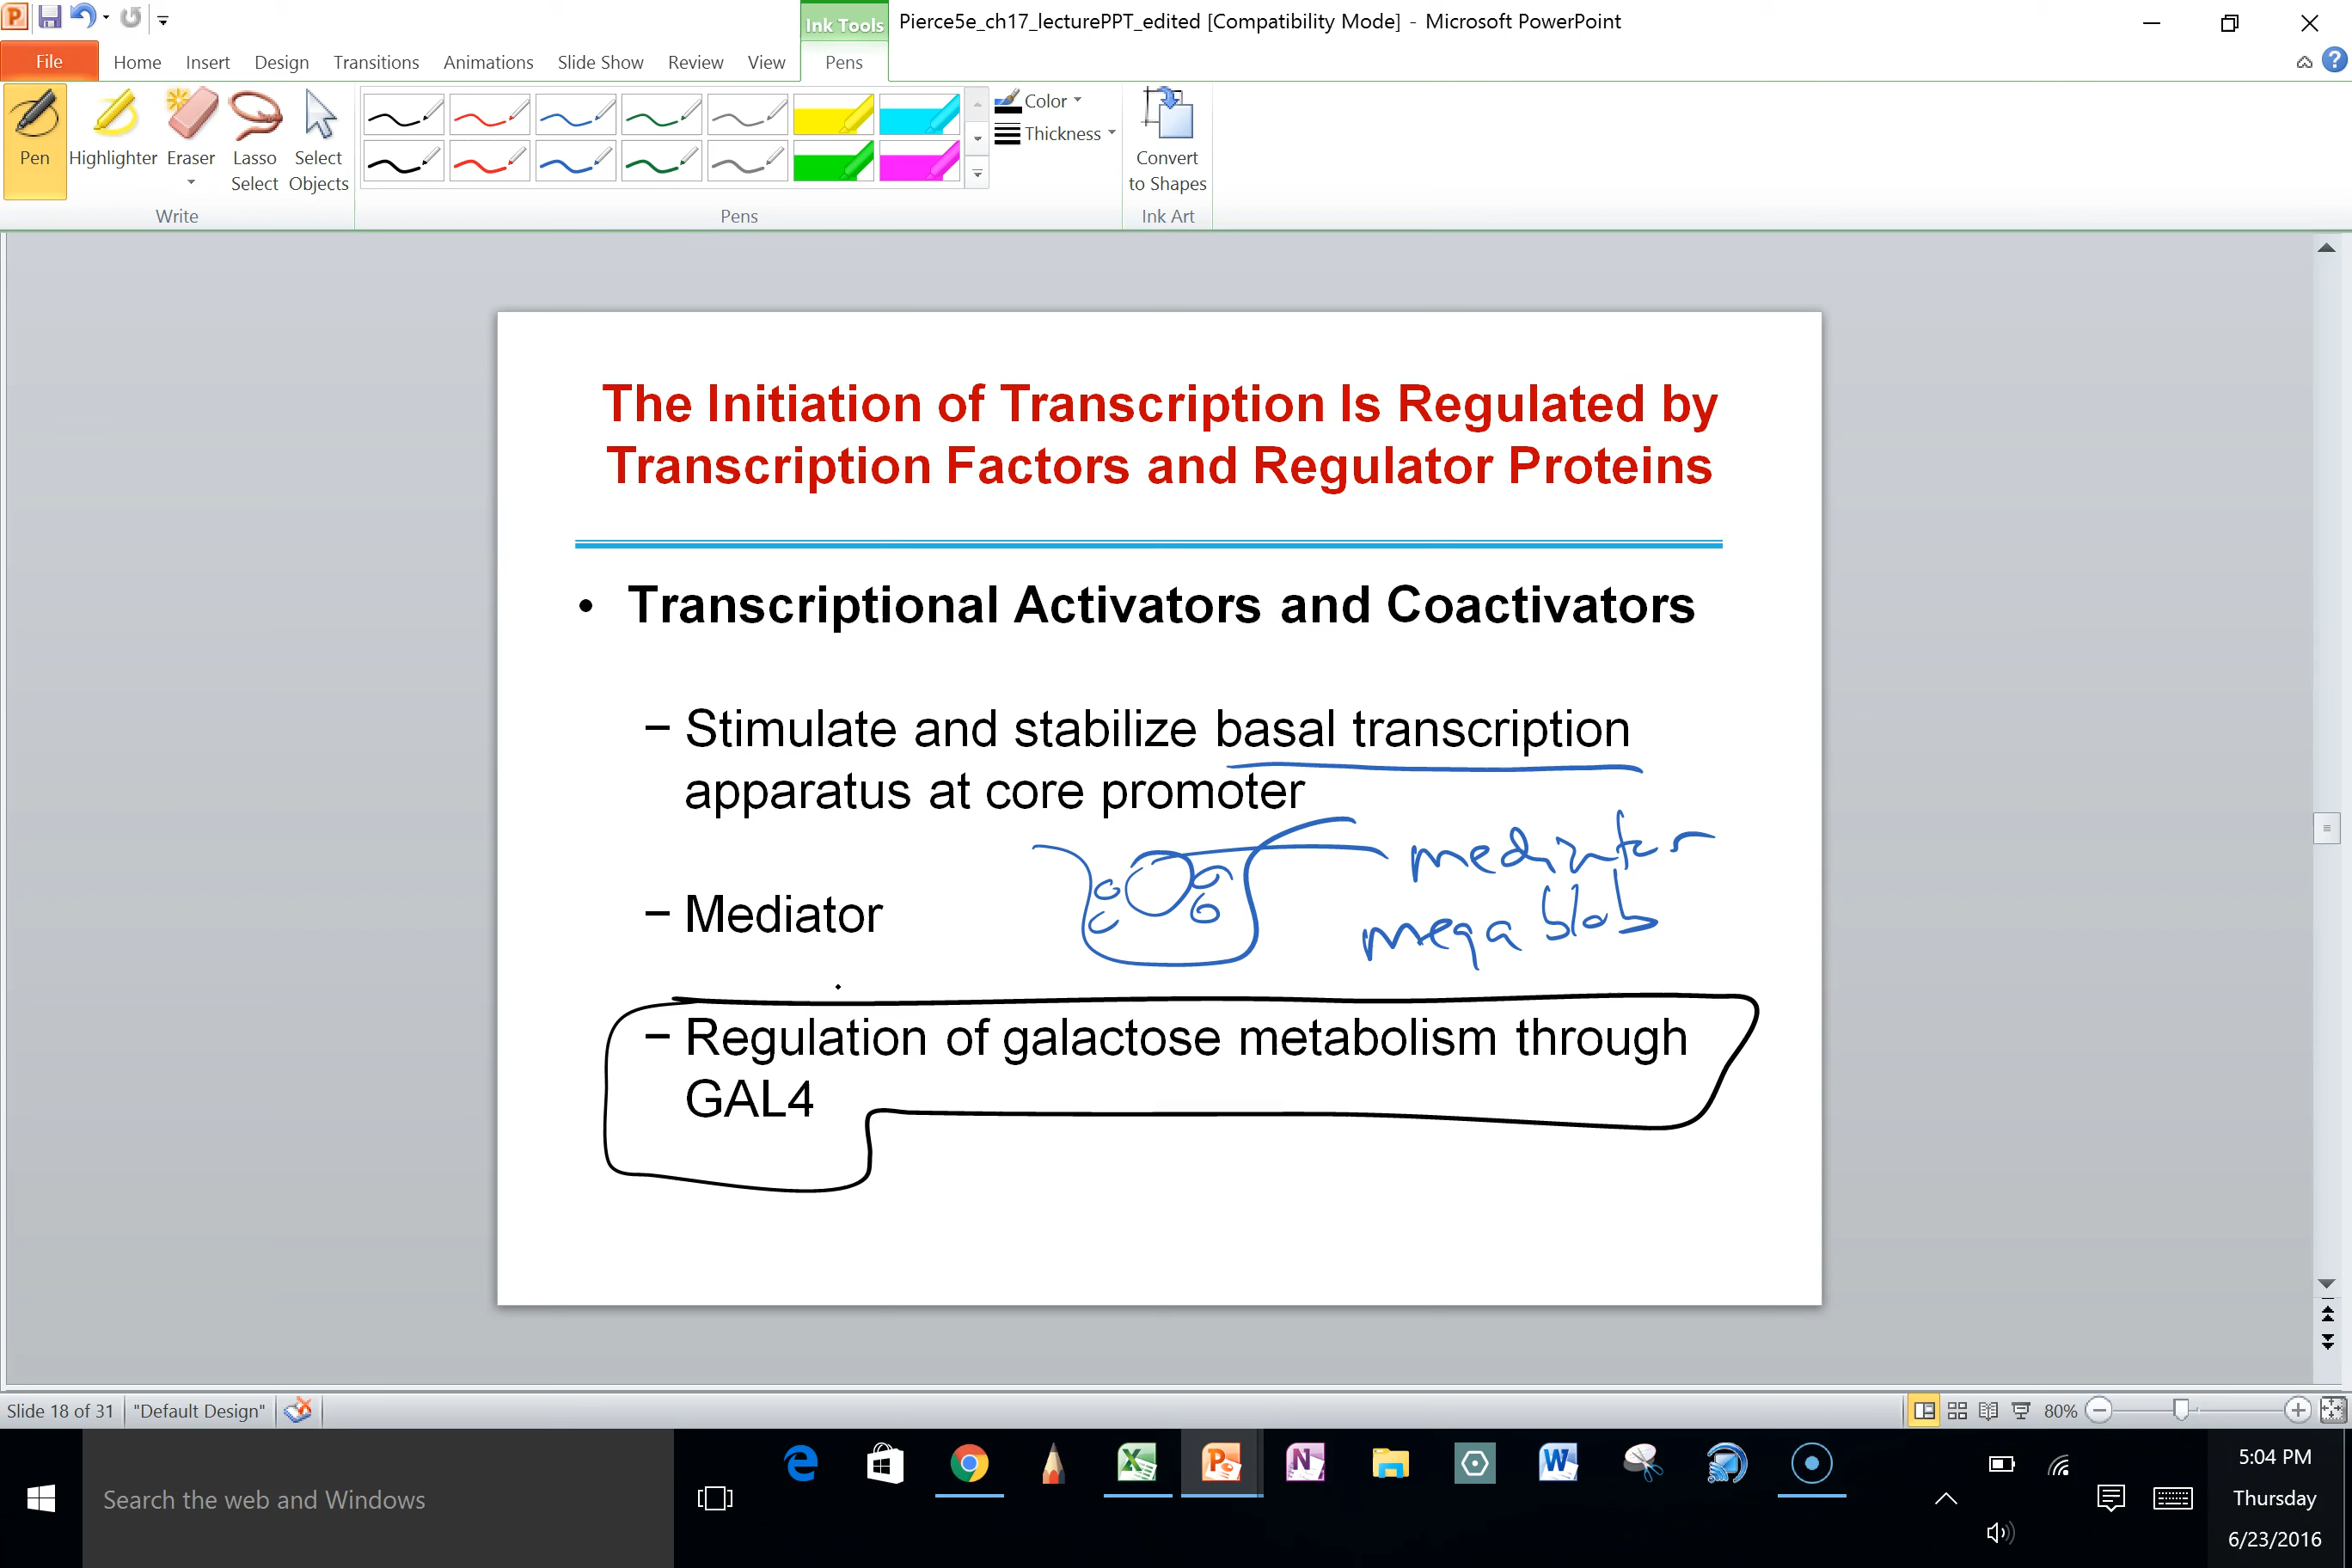 Ink Tools
Pierce5e_ch17_lecturePPT_edited [Compatibility Mode] - Microsoft PowerPoint
File Home Insert Design Transitions Animations Slide Show Review View Pens
Pen Highlighter Eraser Lasso Select Select Objects
Color
Thickness
Convert to Shapes
Write Pens Ink Art
The Initiation of Transcription Is Regulated by
Transcription Factors and Regulator Proteins
• Transcriptional Activators and Coactivators
– Stimulate and stabilize basal transcription
apparatus at core promoter
mediator
– Mediator
mega blob
– Regulation of galactose metabolism through
GAL4
Slide 18 of 31 "Default Design" 80%
Search the web and Windows
5:04 PM
Thursday
6/23/2016